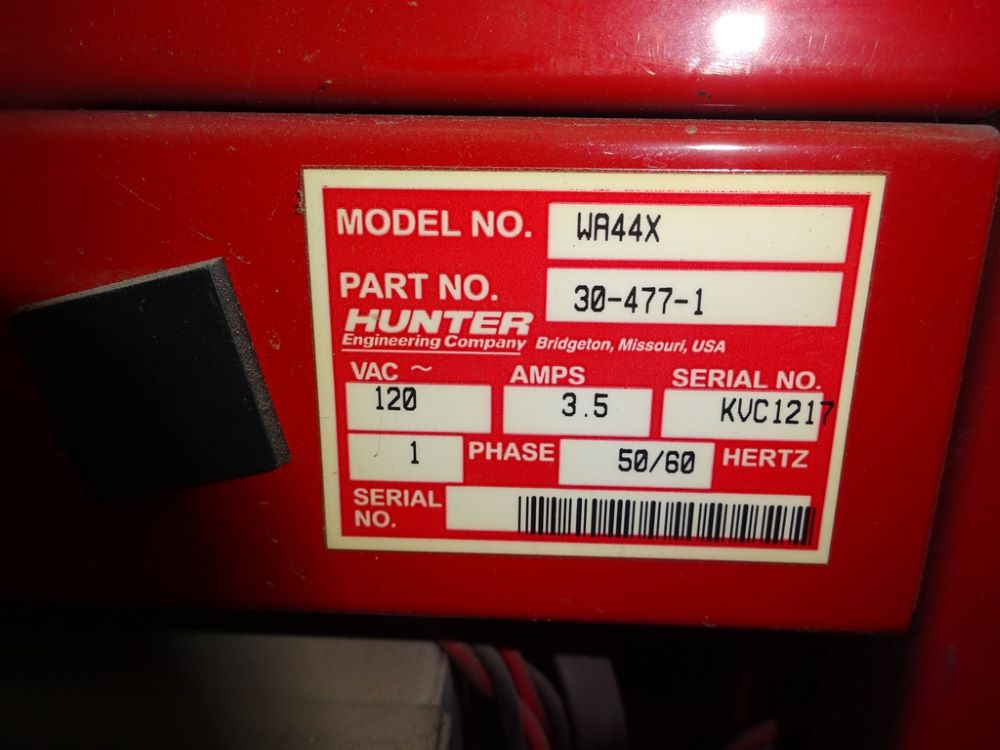 MODEL NO. WA44X
PART NO. 30-477-1
HUNTER
Engineering Company Bridgeton, Missouri, USA
VAC ~ AMPS SERIAL NO.
120 3.5 KVC1217
1 PHASE 50/60 HERTZ
SERIAL
NO.